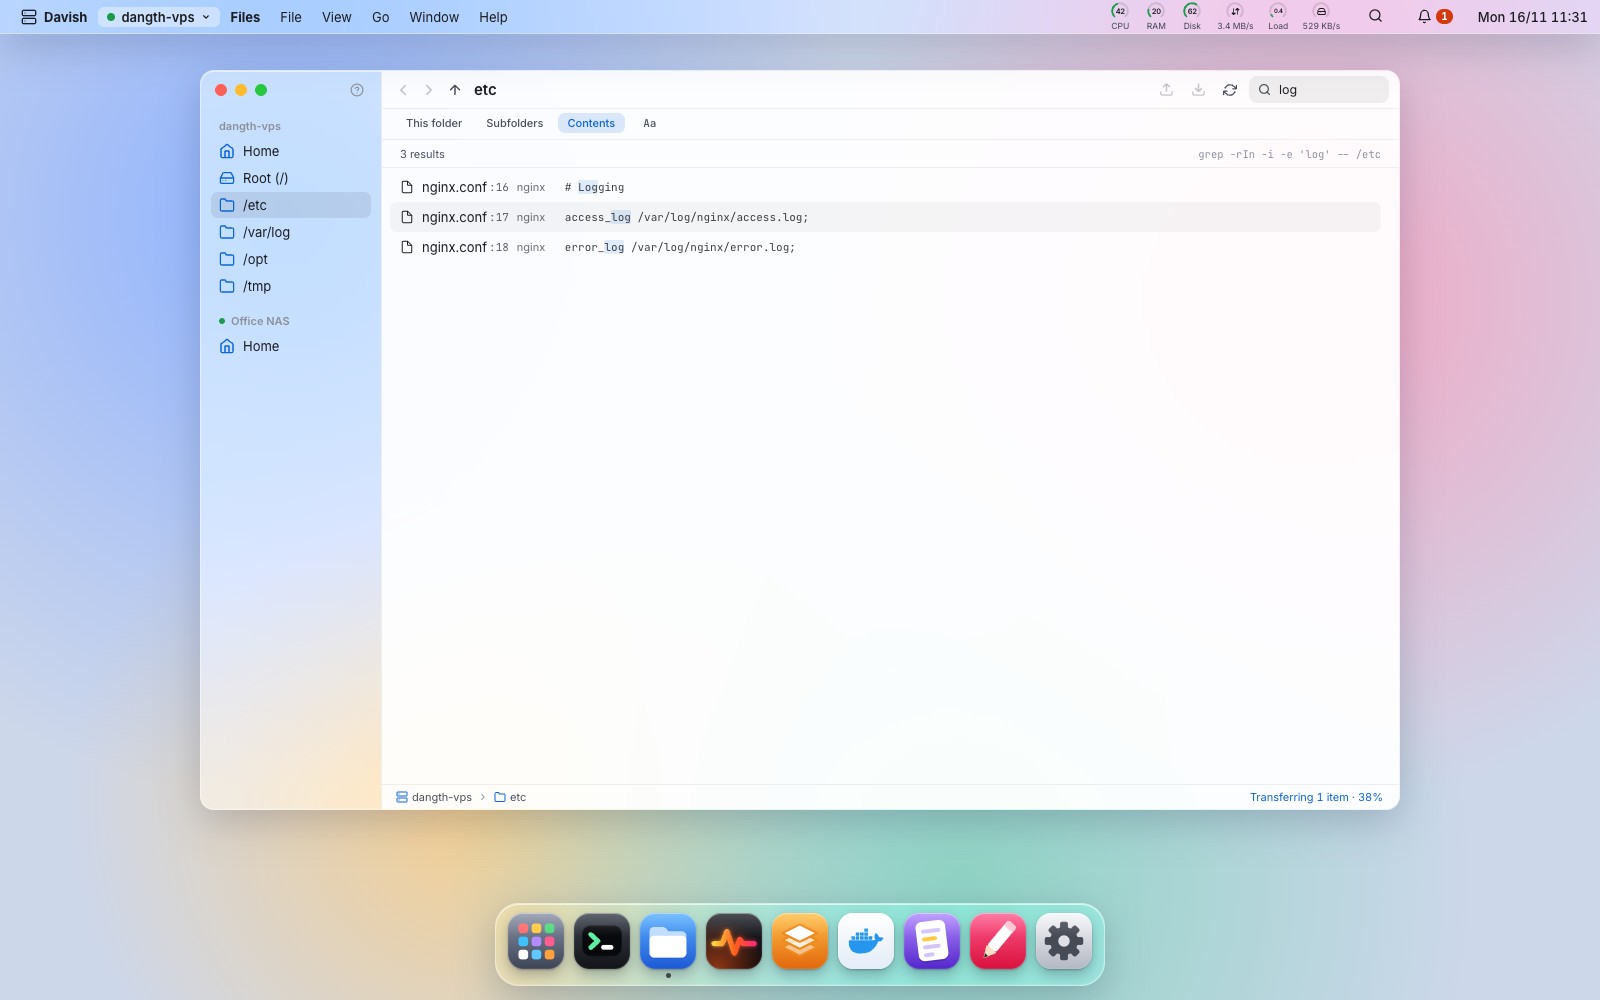 Davish dangth-vps Files File View Go Window Help
42 20 62 0.4
CPU RAM Disk 3.4 MB/s Load 529 KB/s
1 Mon 16/11 11:31
etc
log
dangth-vps
Home
Root (/)
/etc
/var/log
/opt
/tmp
Office NAS
Home
This folder Subfolders Contents Aa
3 results grep -rIn -i -e 'log' -- /etc
nginx.conf :16 nginx # Logging
nginx.conf :17 nginx access_log /var/log/nginx/access.log;
nginx.conf :18 nginx error_log /var/log/nginx/error.log;
dangth-vps › etc Transferring 1 item · 38%